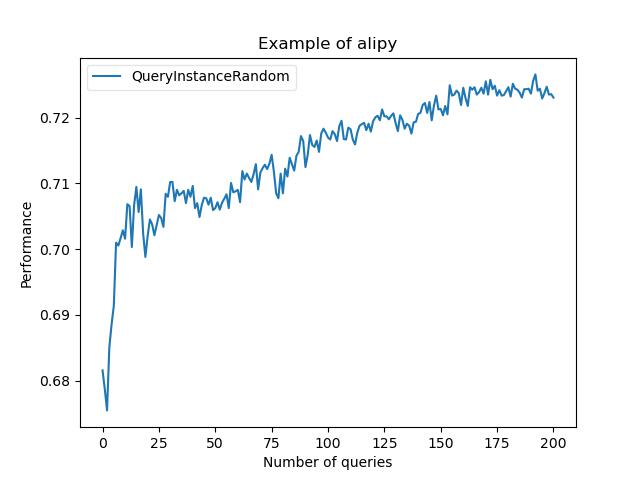 Example of alipy
QueryInstanceRandom
Performance
0.72
0.71
0.70
0.69
0.68
0 25 50 75 100 125 150 175 200
Number of queries